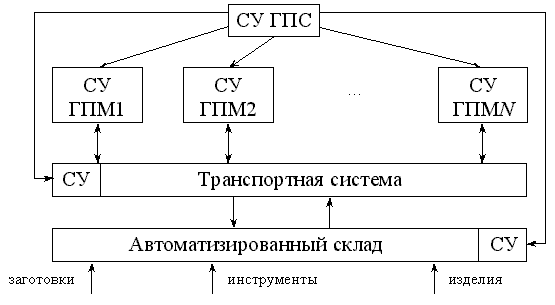 СУ ГПС
СУ
ГПМ1
СУ
ГПМ2
...
СУ
ГПМN
СУ
Транспортная система
Автоматизированный склад
СУ
заготовки
инструменты
изделия